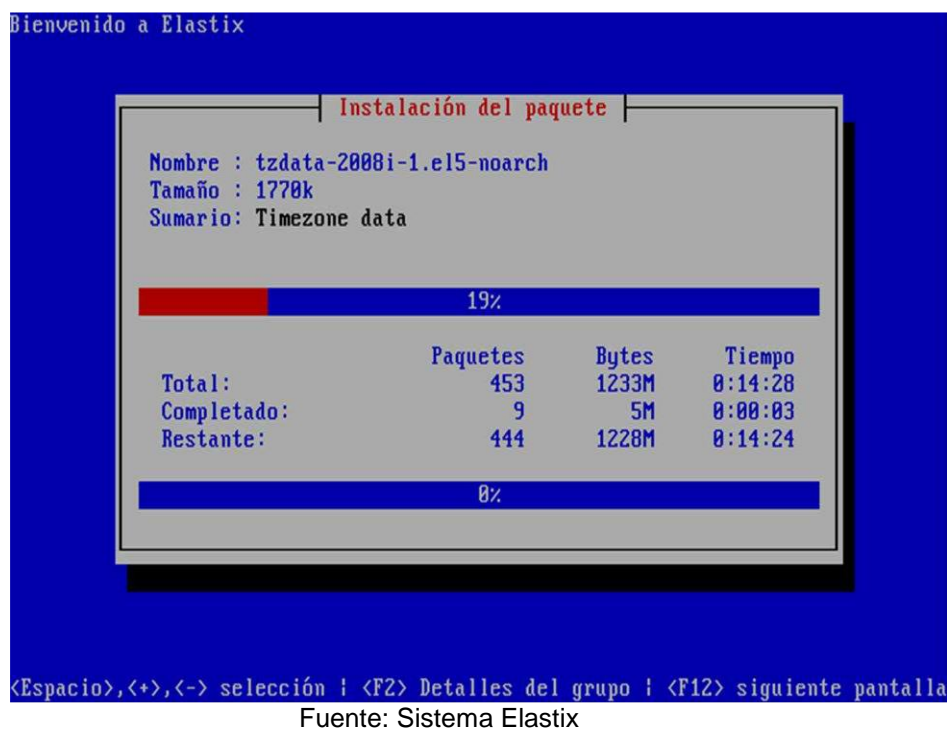 Bienvenido a Elastix
Instalación del paquete
Nombre : tzdata-2008i-1.el5-noarch
Tamaño : 1770k
Sumario: Timezone data
19%
Paquetes Bytes Tiempo
Total: 453 1233M 0:14:28
Completado: 9 5M 0:00:03
Restante: 444 1228M 0:14:24
0%
<Espacio>,<+>,<-> selección ¦ <F2> Detalles del grupo ¦ <F12> siguiente pantalla
Fuente: Sistema Elastix